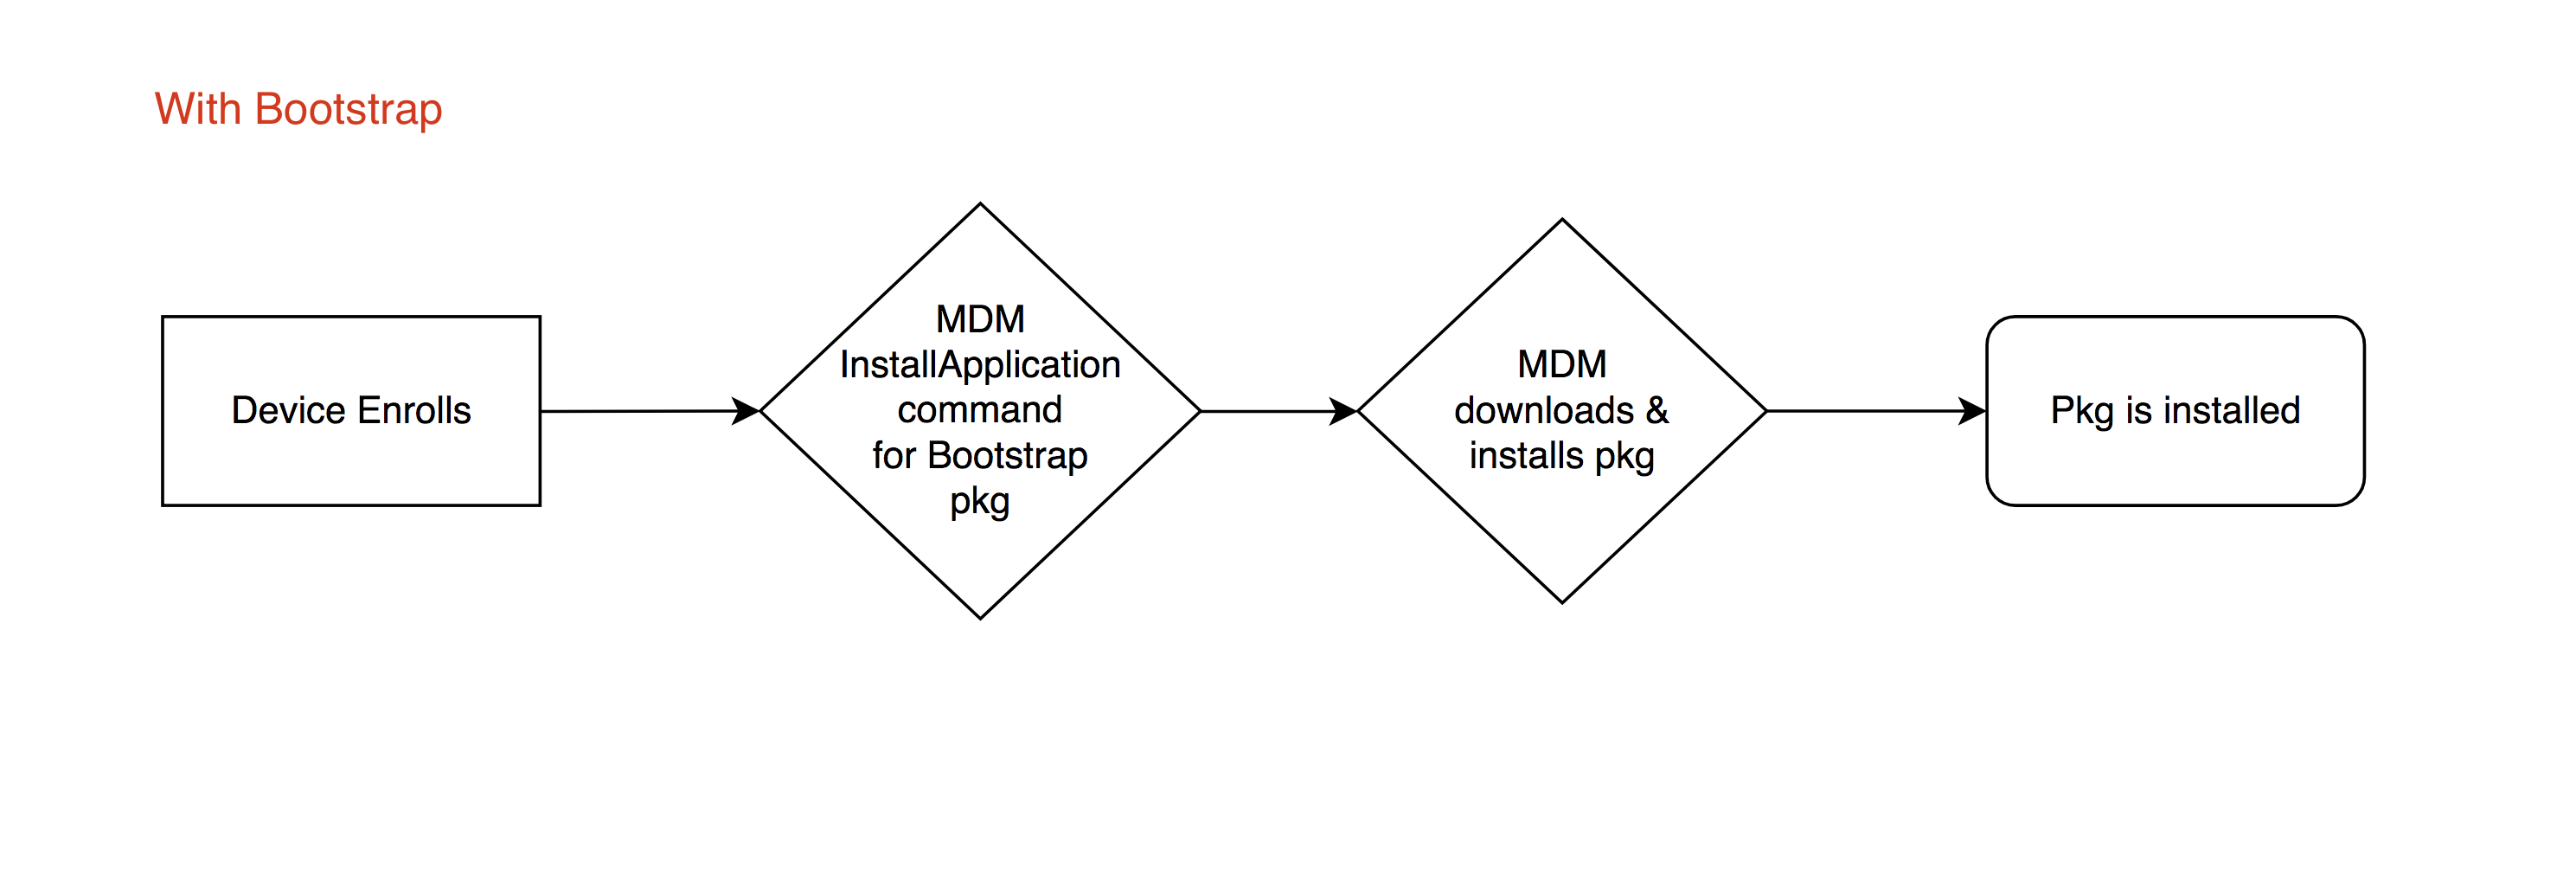 With Bootstrap
Device Enrolls
MDM
InstallApplication
command
for Bootstrap
pkg
MDM
downloads &
installs pkg
Pkg is installed